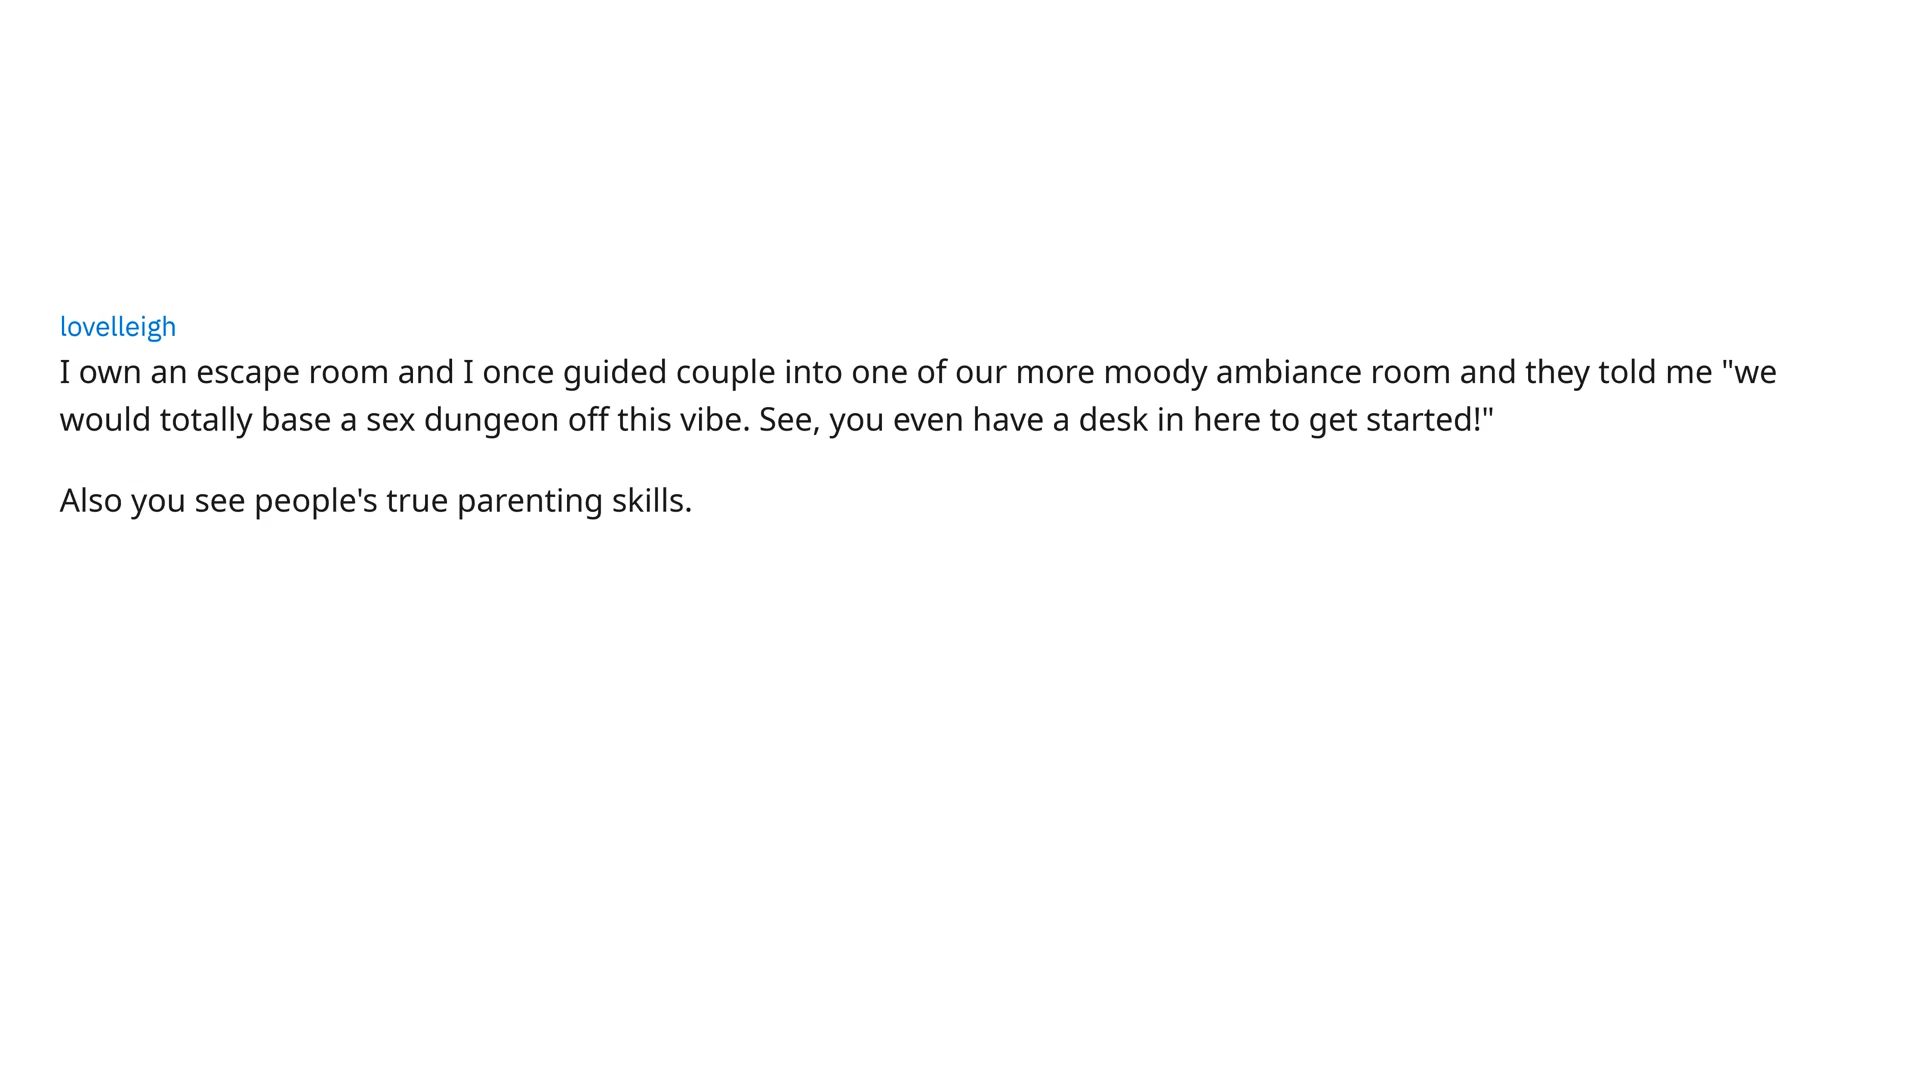 lovelleigh
I own an escape room and I once guided couple into one of our more moody ambiance room and they told me "we
would totally base a sex dungeon off this vibe. See, you even have a desk in here to get started!"
Also you see people's true parenting skills.